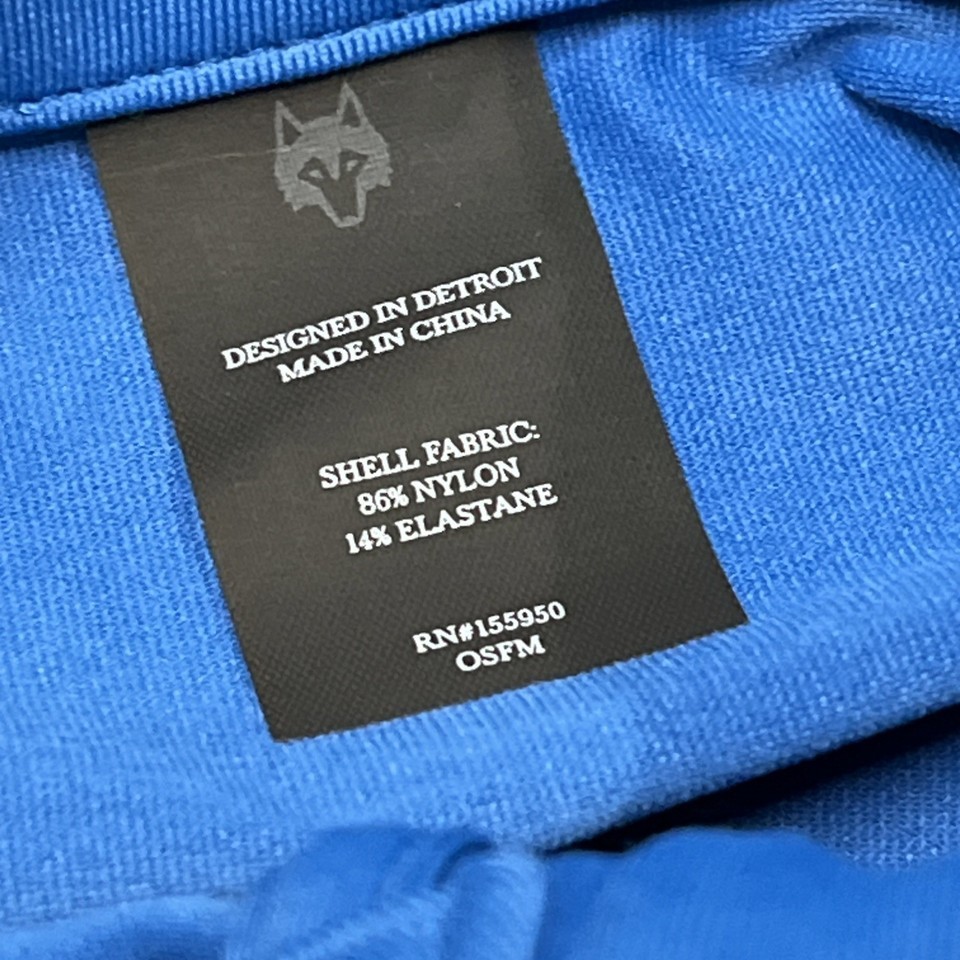 DESIGNED IN DETROIT
MADE IN CHINA
SHELL FABRIC:
86% NYLON
14% ELASTANE
RN#155950
OSFM